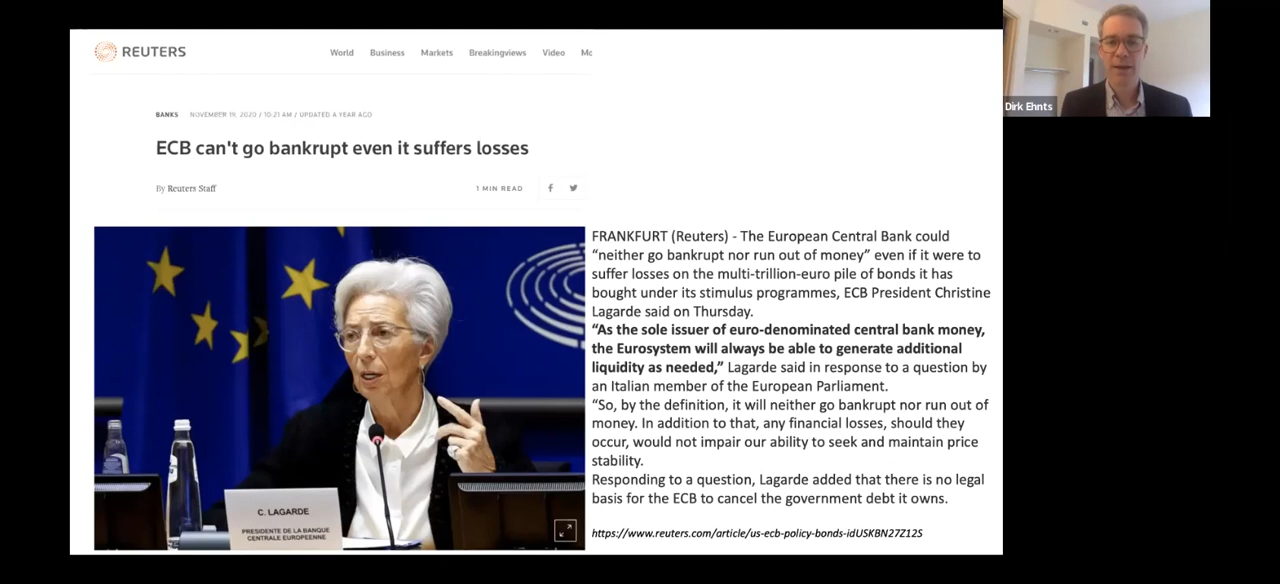 REUTERS
World Business Markets Breakingviews Video Mc
Dirk Ehnts
BANKS NOVEMBER 19, 2020 / 10:21 AM / UPDATED A YEAR AGO
ECB can't go bankrupt even it suffers losses
By Reuters Staff
1 MIN READ
FRANKFURT (Reuters) - The European Central Bank could
“neither go bankrupt nor run out of money” even if it were to
suffer losses on the multi-trillion-euro pile of bonds it has
bought under its stimulus programmes, ECB President Christine
Lagarde said on Thursday.
“As the sole issuer of euro-denominated central bank money,
the Eurosystem will always be able to generate additional
liquidity as needed,” Lagarde said in response to a question by
an Italian member of the European Parliament.
“So, by the definition, it will neither go bankrupt nor run out of
money. In addition to that, any financial losses, should they
occur, would not impair our ability to seek and maintain price
stability.
Responding to a question, Lagarde added that there is no legal
basis for the ECB to cancel the government debt it owns.
https://www.reuters.com/article/us-ecb-policy-bonds-idUSKBN27Z12S
C. LAGARDE
PRESIDENTE DE LA BANQUE
CENTRALE EUROPEENNE